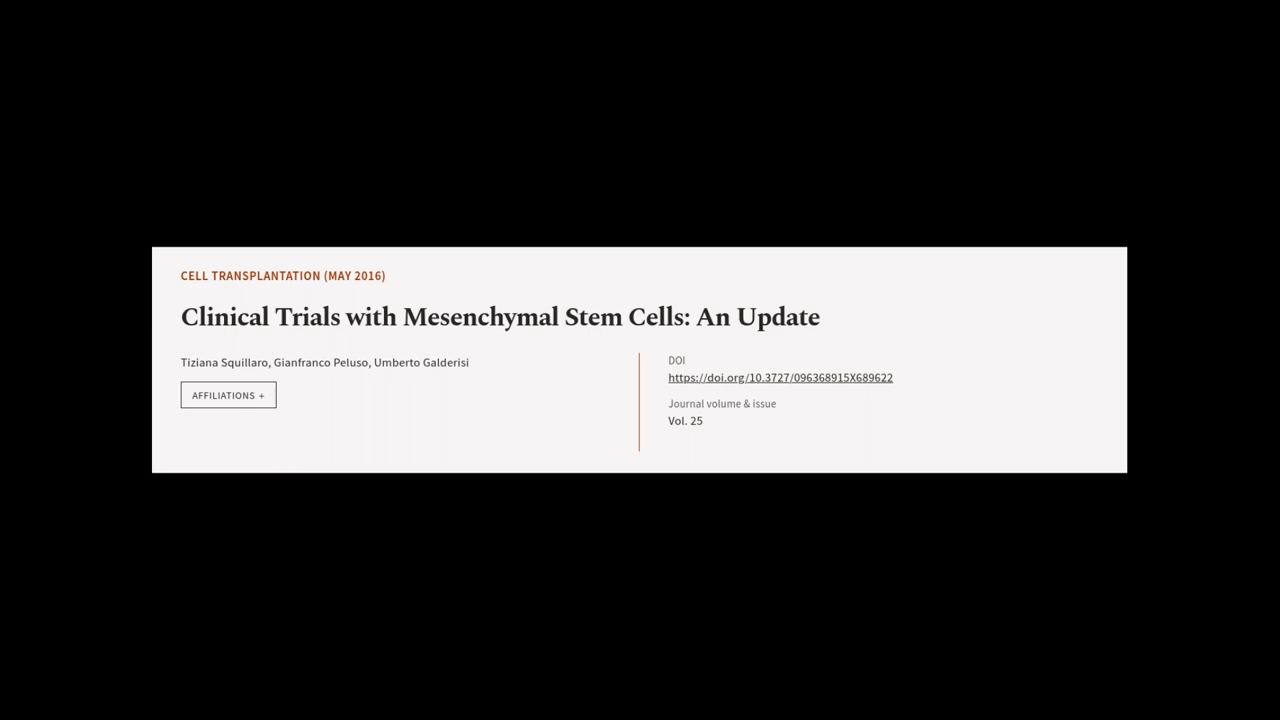 CELL TRANSPLANTATION (MAY 2016)
Clinical Trials with Mesenchymal Stem Cells: An Update
Tiziana Squillaro, Gianfranco Peluso, Umberto Galderisi
AFFILIATIONS +
DOI
https://doi.org/10.3727/096368915X689622
Journal volume & issue
Vol. 25